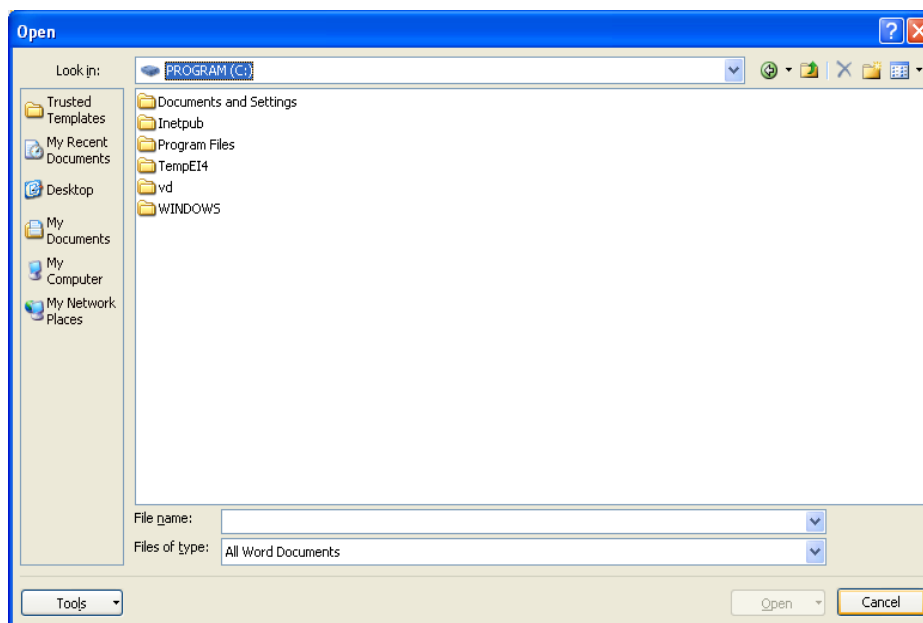 Open
Look in:
PROGRAM (C:)
Trusted
Templates
My Recent
Documents
Desktop
My
Documents
My
Computer
My Network
Places
Documents and Settings
Inetpub
Program Files
TempEI4
vd
WINDOWS
File name:
Files of type:
All Word Documents
Tools
Open
Cancel